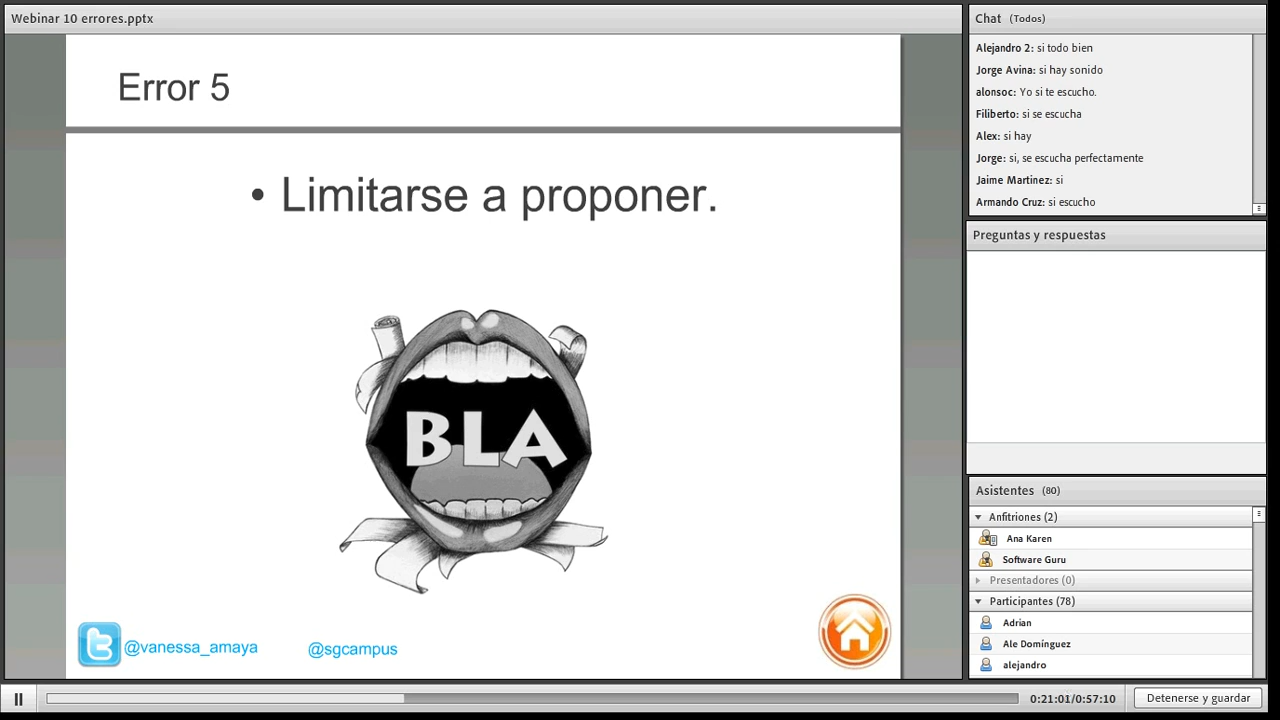 Webinar 10 errores.pptx
Error 5
• Limitarse a proponer.
BLA
@vanessa_amaya @sgcampus
Chat (Todos)
Alejandro 2: si todo bien
Jorge Avina: si hay sonido
alonsoc: Yo si te escucho.
Filiberto: si se escucha
Alex: si hay
Jorge: si, se escucha perfectamente
Jaime Martinez: si
Armando Cruz: si escucho
Preguntas y respuestas
Asistentes (80)
Anfitriones (2)
Ana Karen
Software Guru
Presentadores (0)
Participantes (78)
Adrian
Ale Domínguez
alejandro
0:21:01/0:57:10
Detenerse y guardar